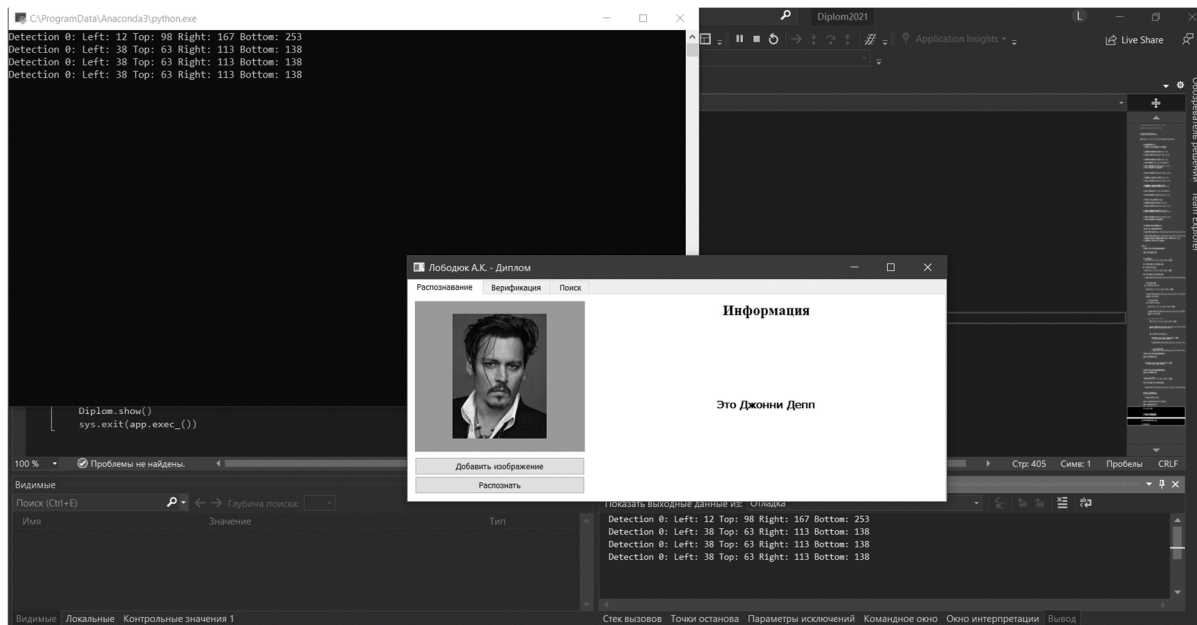 C:\ProgramData\Anaconda3\python.exe
Detection 0: Left: 12 Top: 98 Right: 167 Bottom: 253
Detection 0: Left: 38 Top: 63 Right: 113 Bottom: 138
Detection 0: Left: 38 Top: 63 Right: 113 Bottom: 138
Detection 0: Left: 38 Top: 63 Right: 113 Bottom: 138
Diplom2021
L
Application Insights
Live Share
Обозреватель решений
Team Explorer
Лободюк А.К. - Диплом
Распознавание Верификация Поиск
Информация
Это Джонни Депп
Добавить изображение
Распознать
Diplom.show()
sys.exit(app.exec_())
100 % Проблемы не найдены.
Стр: 405 Симв: 1 Пробелы CRLF
Видимые
Поиск (Ctrl+E) Глубина поиска:
Имя Значение Тип
Показать выходные данные из: Отладка
Detection 0: Left: 12 Top: 98 Right: 167 Bottom: 253
Detection 0: Left: 38 Top: 63 Right: 113 Bottom: 138
Detection 0: Left: 38 Top: 63 Right: 113 Bottom: 138
Detection 0: Left: 38 Top: 63 Right: 113 Bottom: 138
Видимые Локальные Контрольные значения 1
Стек вызовов Точки останова Параметры исключений Командное окно Окно интерпретации Вывод